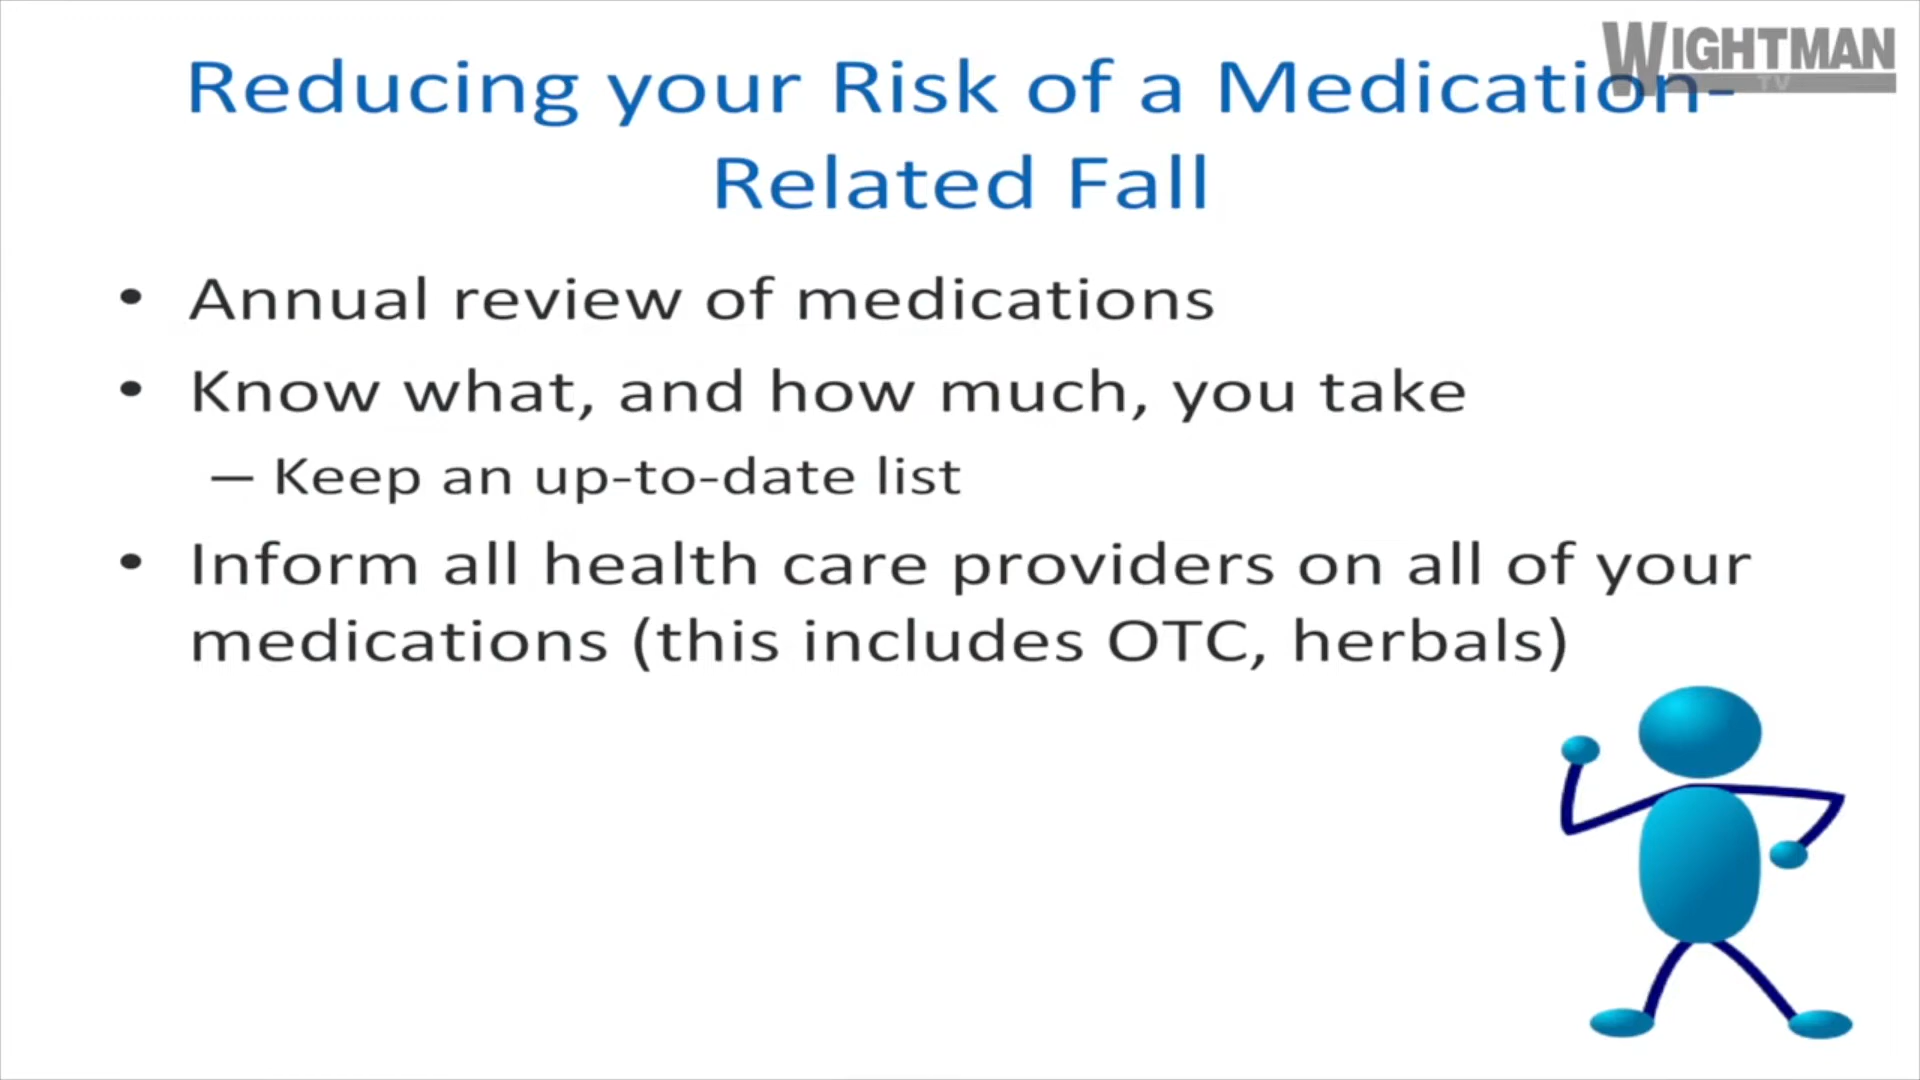 WIGHTMAN
TV
Reducing your Risk of a Medication-
Related Fall
• Annual review of medications
• Know what, and how much, you take
– Keep an up-to-date list
• Inform all health care providers on all of your
medications (this includes OTC, herbals)